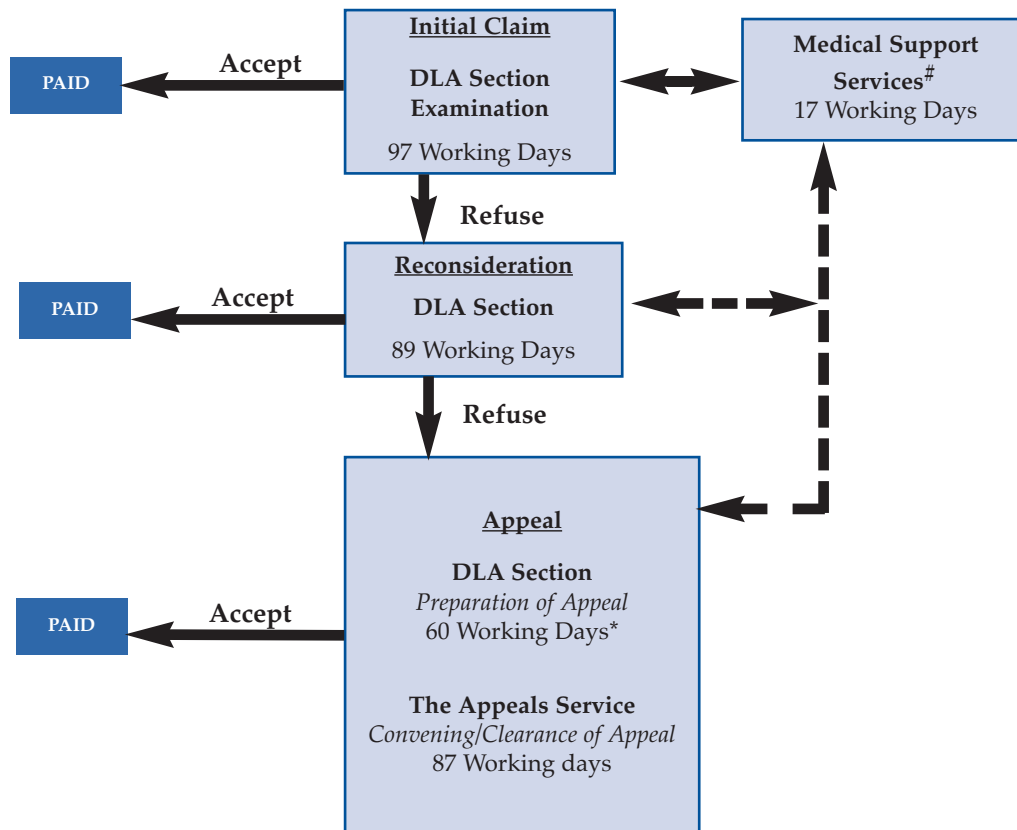 Initial Claim
DLA Section
Examination
97 Working Days
Medical Support
Services#
17 Working Days
Accept
PAID
Refuse
Reconsideration
DLA Section
89 Working Days
Accept
PAID
Refuse
Appeal
DLA Section
Preparation of Appeal
60 Working Days*
Accept
PAID
The Appeals Service
Convening/Clearance of Appeal
87 Working days